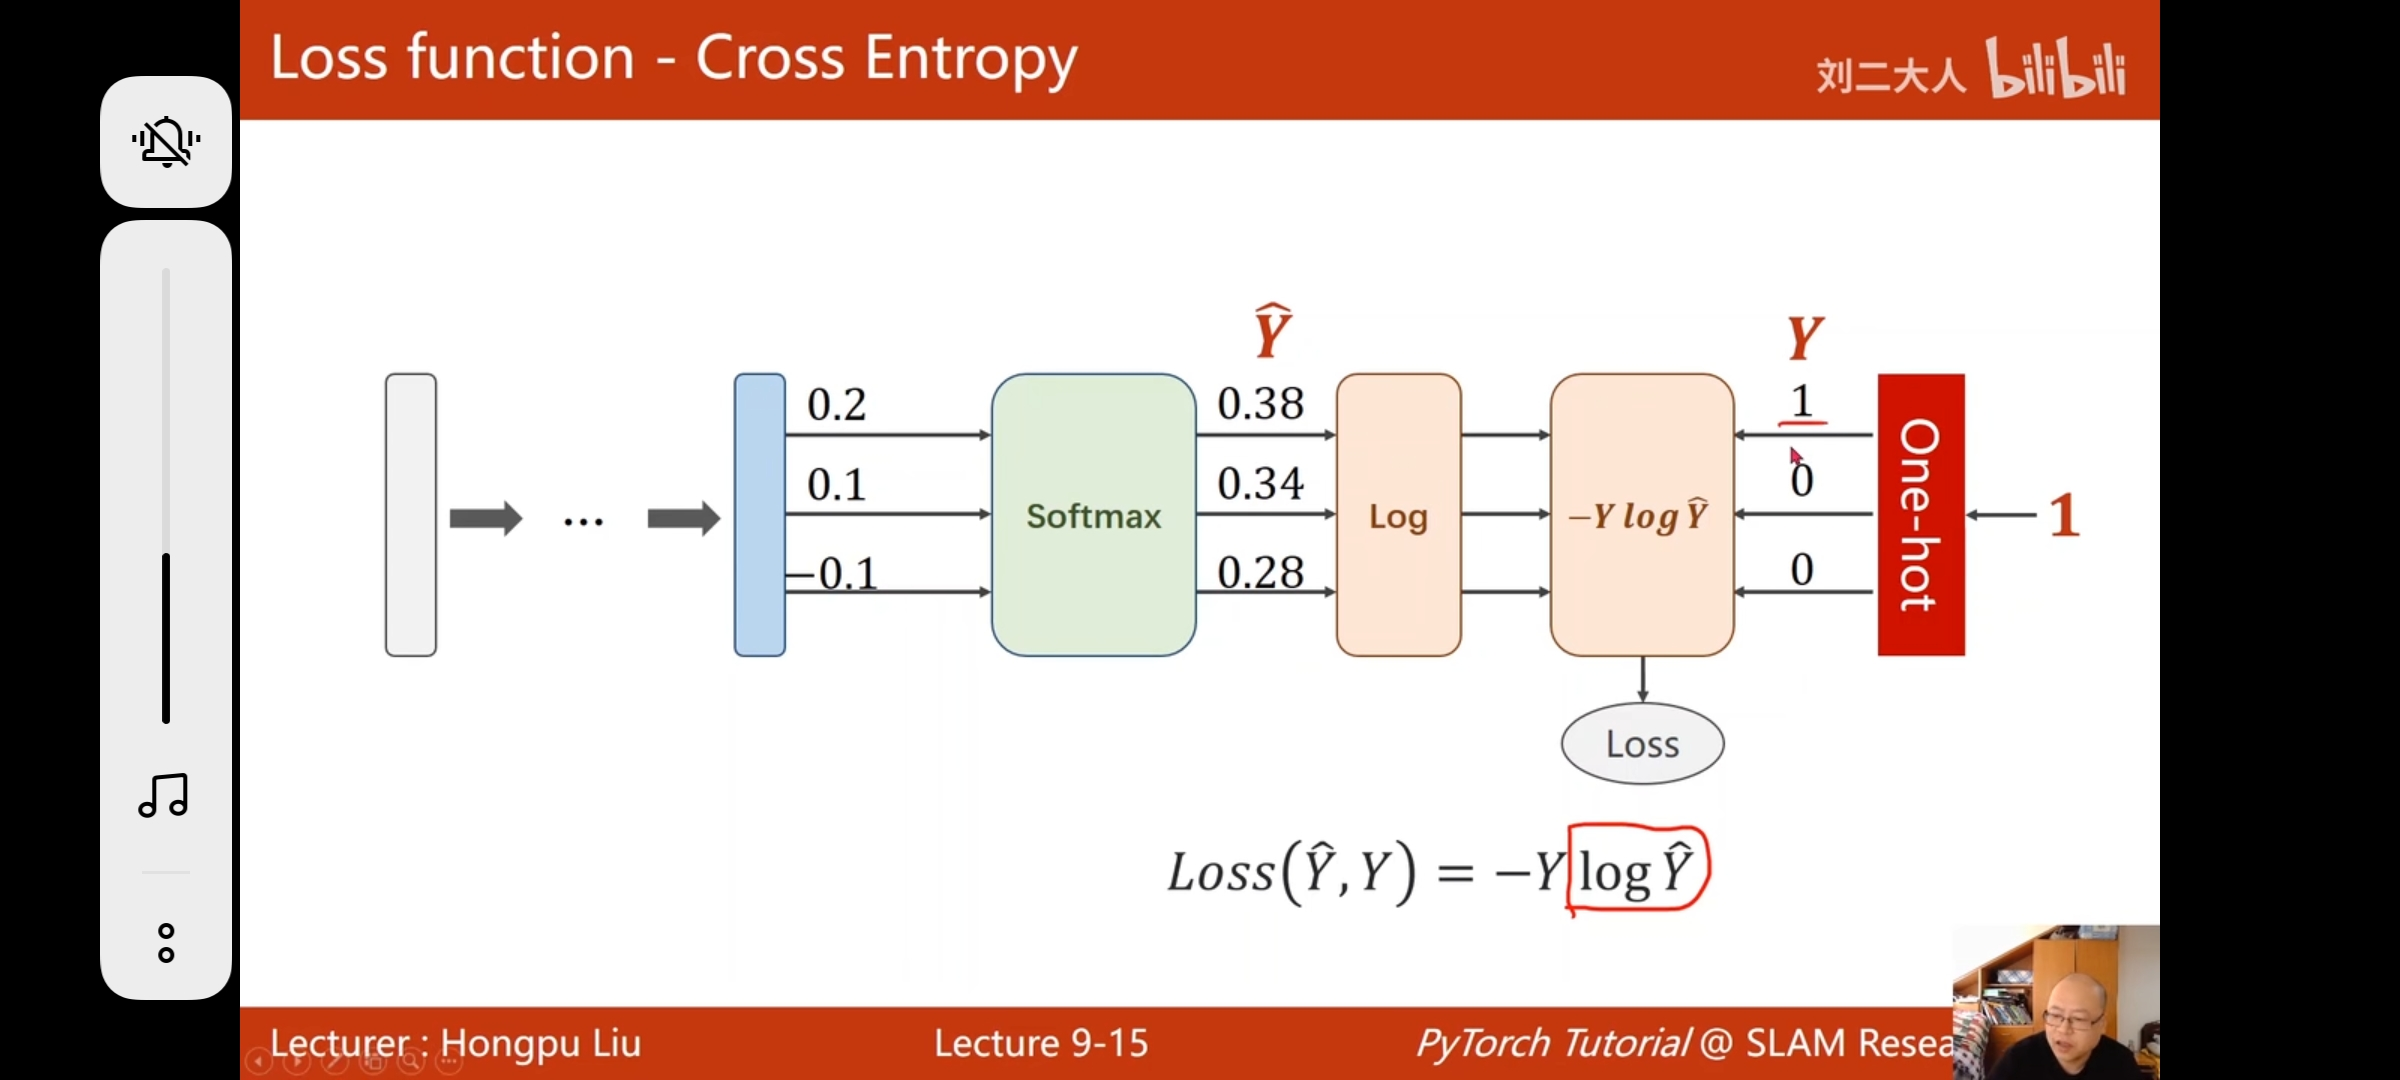 Loss function - Cross Entropy
刘二大人 bilibili
Ŷ
Y
0.2
0.38
1
0.1
0.34
0
−0.1
0.28
0
Softmax
Log
−Y log Ŷ
One-hot
1
...
Loss
Loss(Ŷ, Y) = −Y log Ŷ
Lecturer : Hongpu Liu
Lecture 9-15
PyTorch Tutorial @ SLAM Resea